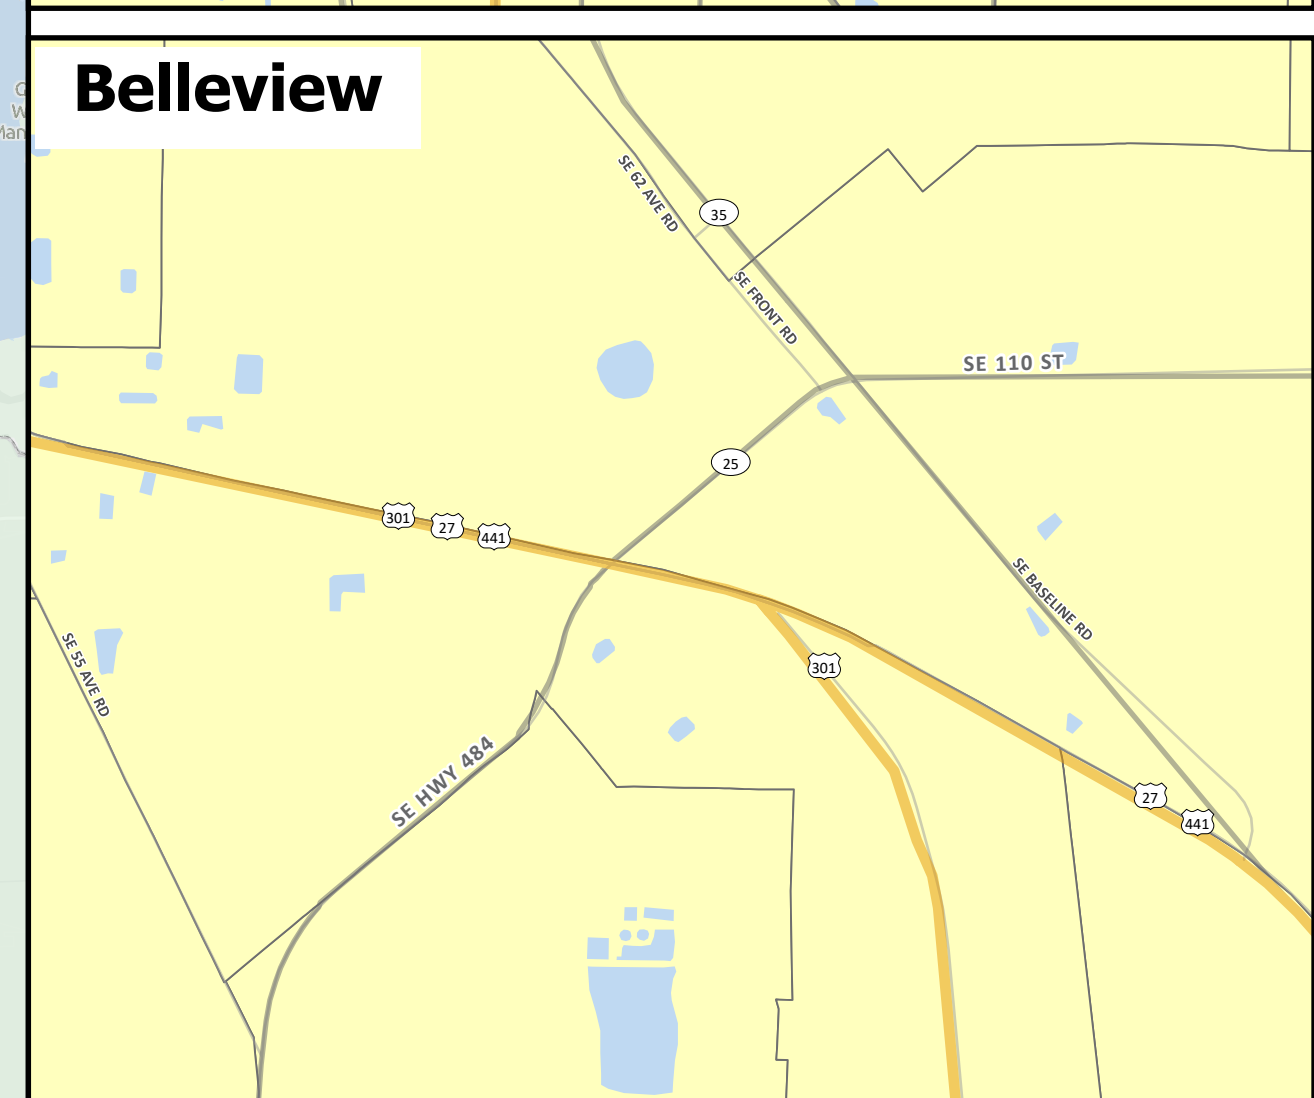 Belleview
SE 62 AVE RD
35
SE FRONT RD
SE 110 ST
25
301
27
441
SE BASELINE RD
SE 55 AVE RD
301
SE HWY 484
27
441